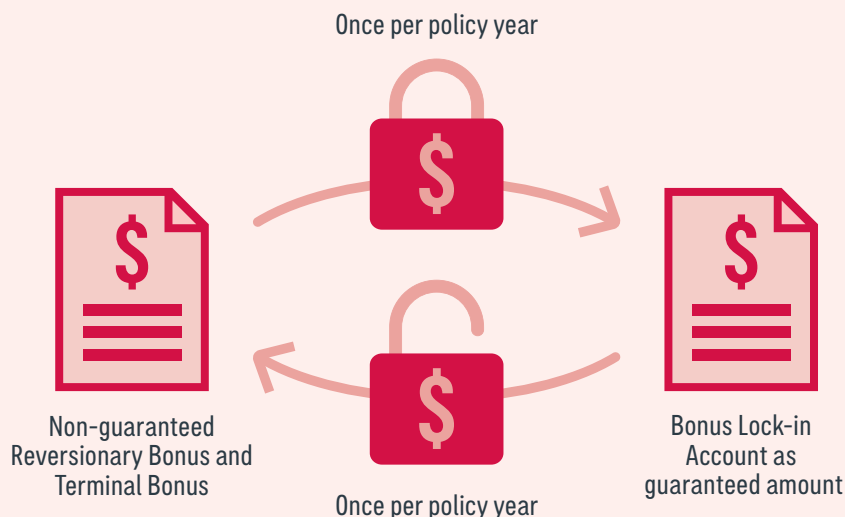 Once per policy year
$
$
$
Non-guaranteed
Reversionary Bonus and
Terminal Bonus
Bonus Lock-in
Account as
guaranteed amount
$
Once per policy year